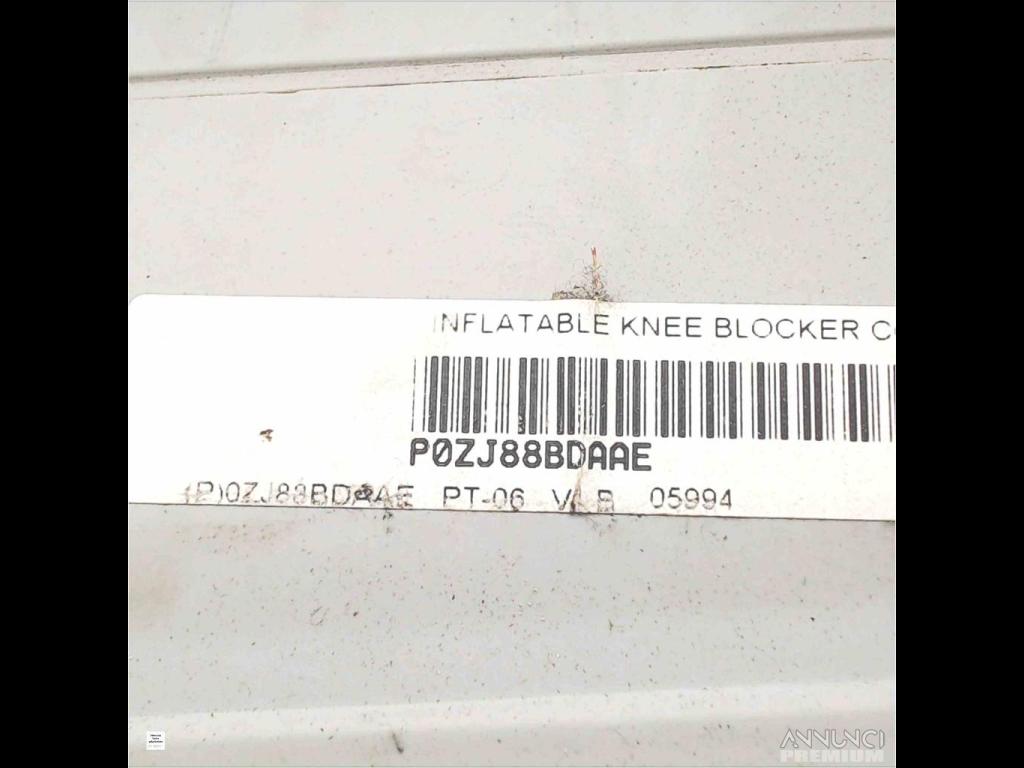 INFLATABLE KNEE BLOCKER
P0ZJ88BDAAE
(P)0ZJ88BDAAE PT-06 05994
ANNUNCI
PREMIUM